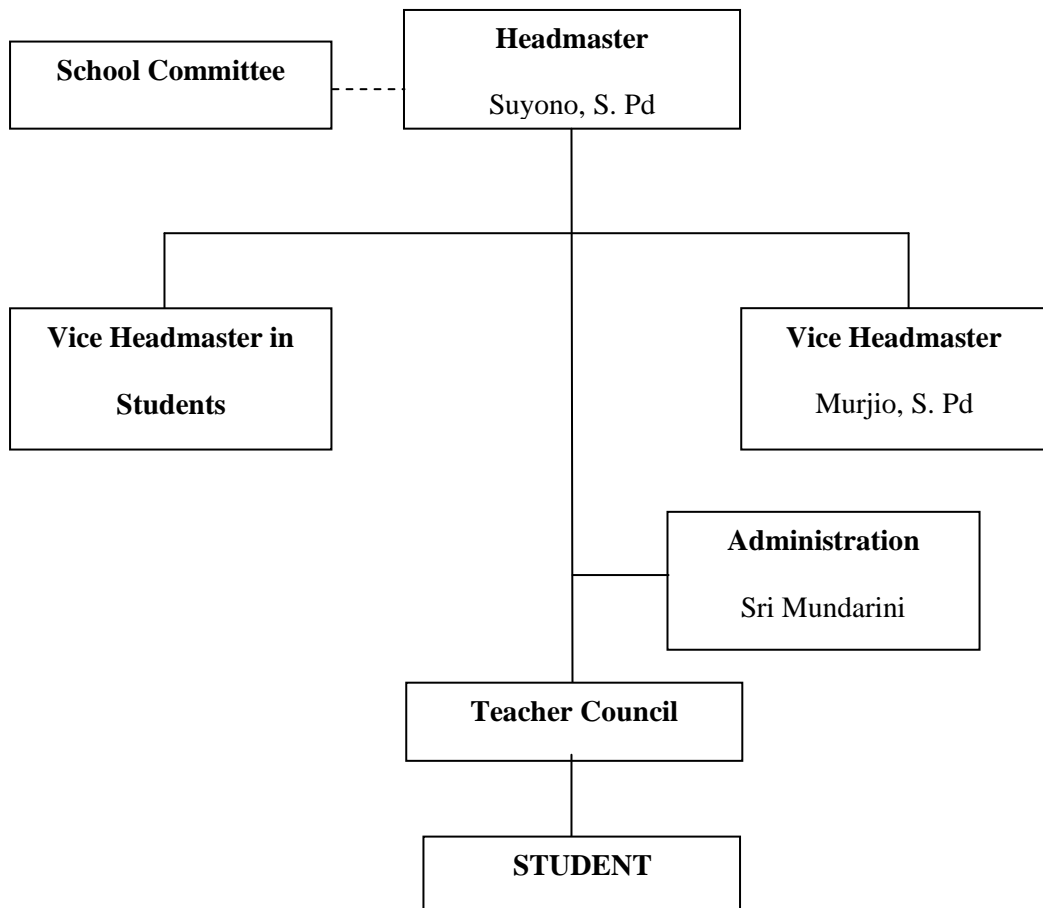 Headmaster
School Committee
Suyono, S. Pd
Vice Headmaster in
Students
Vice Headmaster
Murjio, S. Pd
Administration
Sri Mundarini
Teacher Council
STUDENT